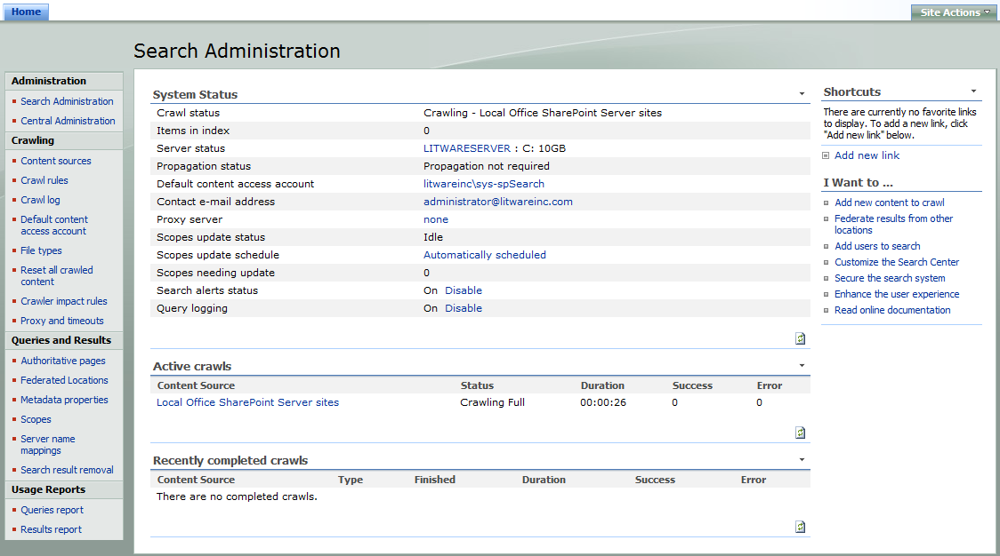 Home
Site Actions
Search Administration
Administration
Search Administration
Central Administration
Crawling
Content sources
Crawl rules
Crawl log
Default content
access account
File types
Reset all crawled
content
Crawler impact rules
Proxy and timeouts
Queries and Results
Authoritative pages
Federated Locations
Metadata properties
Scopes
Server name
mappings
Search result removal
Usage Reports
Queries report
Results report
System Status
Crawl status Crawling - Local Office SharePoint Server sites
Items in index 0
Server status LITWARESERVER : C: 10GB
Propagation status Propagation not required
Default content access account litwareinc\sys-spSearch
Contact e-mail address administrator@litwareinc.com
Proxy server none
Scopes update status Idle
Scopes update schedule Automatically scheduled
Scopes needing update 0
Search alerts status On Disable
Query logging On Disable
Active crawls
Content Source Status Duration Success Error
Local Office SharePoint Server sites Crawling Full 00:00:26 0 0
Recently completed crawls
Content Source Type Finished Duration Success Error
There are no completed crawls.
Shortcuts
There are currently no favorite links
to display. To add a new link, click
"Add new link" below.
Add new link
I Want to ...
Add new content to crawl
Federate results from other
locations
Add users to search
Customize the Search Center
Secure the search system
Enhance the user experience
Read online documentation